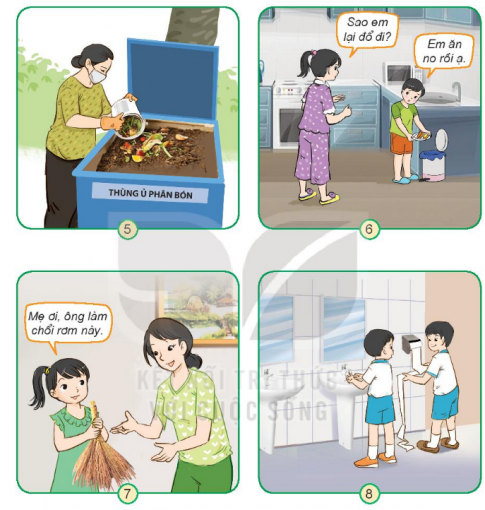 THÙNG Ủ PHÂN BÓN
5
Sao em
lại đổ đi?
Em ăn
no rồi ạ.
6
Mẹ ơi, ông làm
chổi rơm này.
7
8
KẾT NỐI TRI THỨC
VỚI CUỘC SỐNG